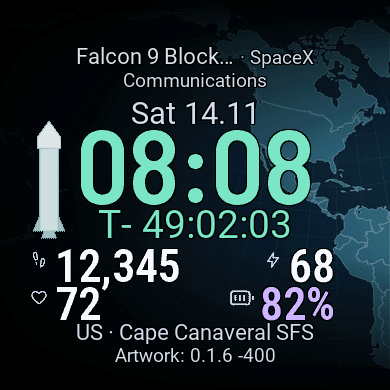 Falcon 9 Block… · SpaceX
Communications
Sat 14.11
08:08
T- 49:02:03
12,345 68
72 82%
US · Cape Canaveral SFS
Artwork: 0.1.6 -400